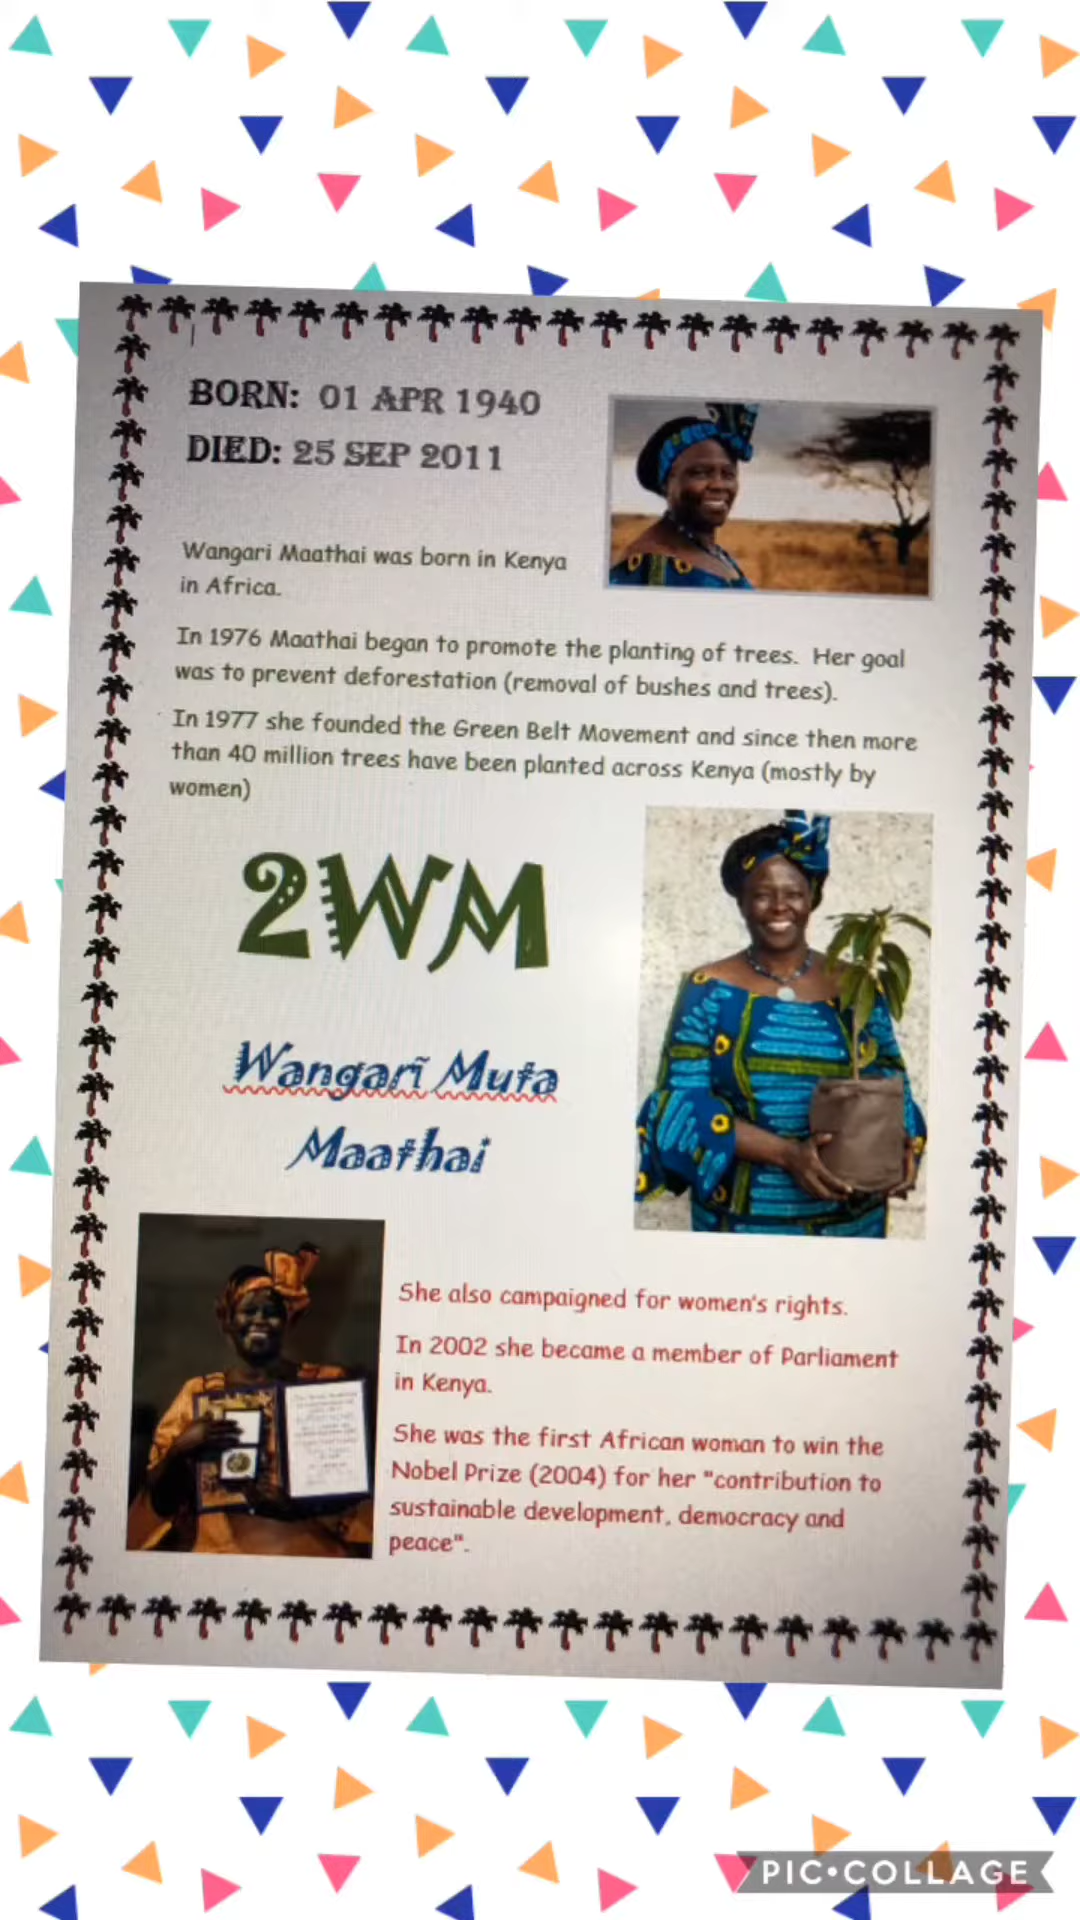 BORN: 01 APR 1940
DIED: 25 SEP 2011
Wangari Maathai was born in Kenya
in Africa.
In 1976 Maathai began to promote the planting of trees. Her goal
was to prevent deforestation (removal of bushes and trees).
In 1977 she founded the Green Belt Movement and since then more
than 40 million trees have been planted across Kenya (mostly by
women)
2WM
Wangarĩ Muta
Maathai
She also campaigned for women's rights.
In 2002 she became a member of Parliament
in Kenya.
She was the first African woman to win the
Nobel Prize (2004) for her "contribution to
sustainable development, democracy and
peace".
PIC•COLLAGE